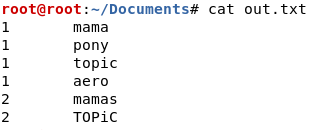 root@root:~/Documents# cat out.txt
1 mama
1 pony
1 topic
1 aero
2 mamas
2 TOPiC